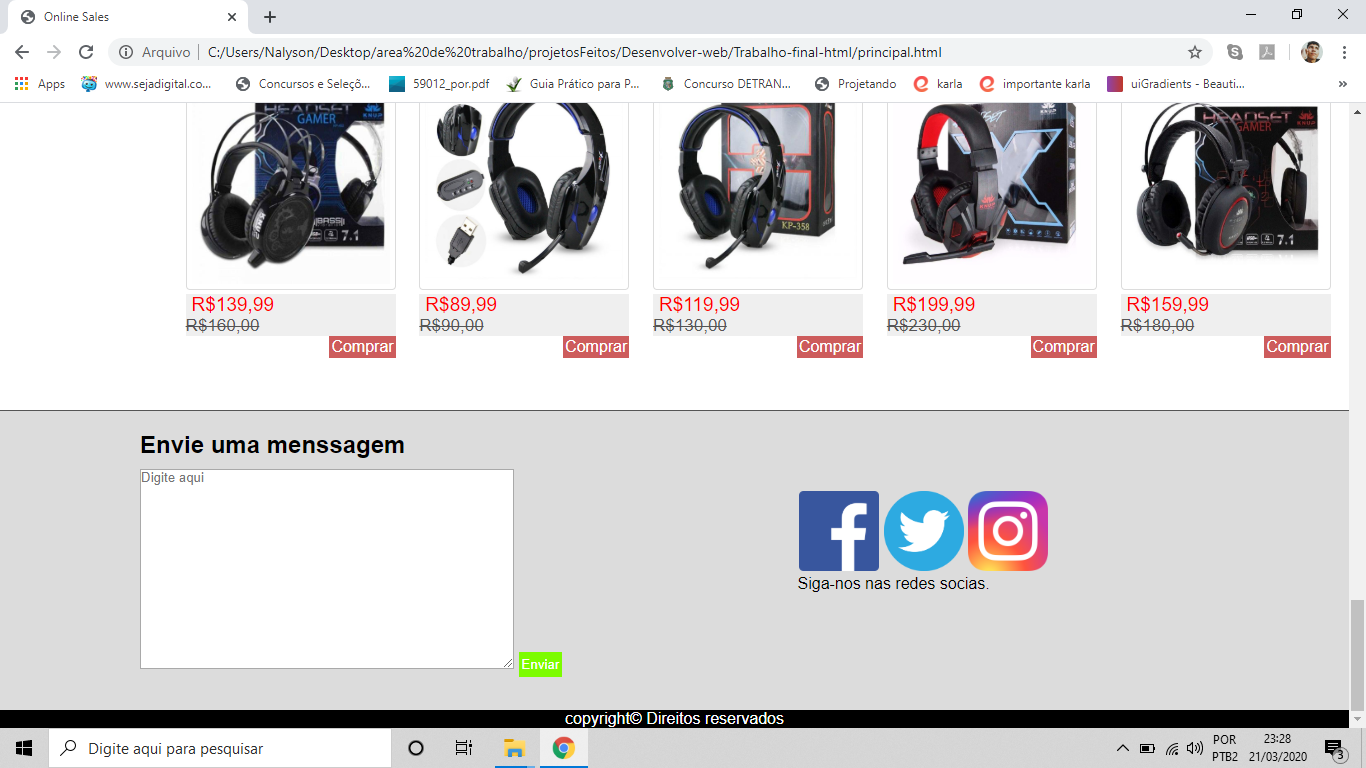 Online Sales
Arquivo C:/Users/Nalyson/Desktop/area%20de%20trabalho/projetosFeitos/Desenvolver-web/Trabalho-final-html/principal.html
Apps www.sejadigital.co... Concursos e Seleçõ... 59012_por.pdf Guia Prático para P... Concurso DETRAN... Projetando karla importante karla uiGradients - Beauti... »
HEADSET
GAMER
BASS
7.1
KP-358
X
KNUP
HEADSET
GAMER
7.1
R$139,99 R$89,99 R$119,99 R$199,99 R$159,99
R$160,00 R$90,00 R$130,00 R$230,00 R$180,00
Comprar Comprar Comprar Comprar Comprar
Envie uma menssagem
Digite aqui
Siga-nos nas redes socias.
Enviar
copyright© Direitos reservados
Digite aqui para pesquisar
POR
PTB2
23:28
21/03/2020
3